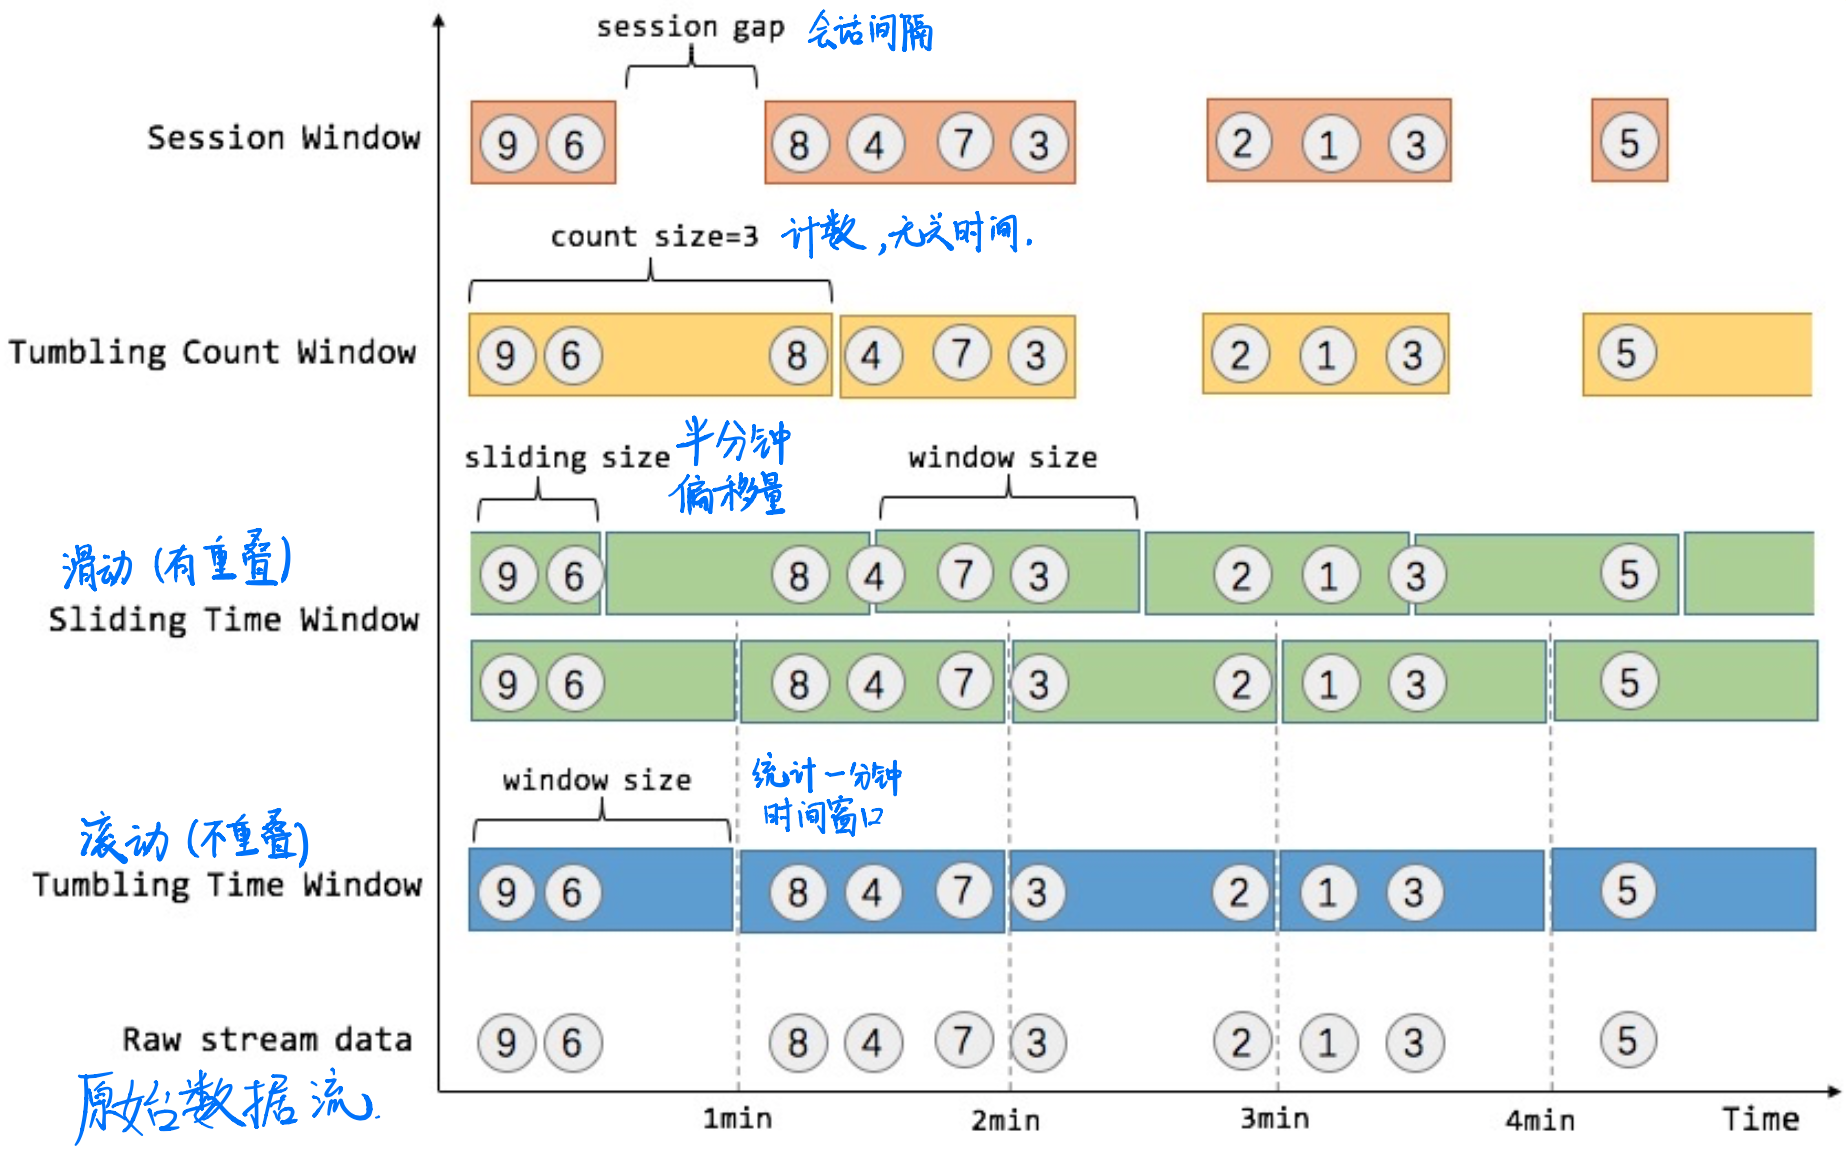 session gap 会话间隔
Session Window
9 6 8 4 7 3 2 1 3 5
count size=3 计数,无关时间.
Tumbling Count Window
9 6 8 4 7 3 2 1 3 5
sliding size 半分钟
偏移量
window size
滑动(有重叠)
Sliding Time Window
9 6 8 4 7 3 2 1 3 5
9 6 8 4 7 3 2 1 3 5
window size
统计一分钟
时间窗口
滚动(不重叠)
Tumbling Time Window
9 6 8 4 7 3 2 1 3 5
Raw stream data
9 6 8 4 7 3 2 1 3 5
原始数据流.
1min 2min 3min 4min Time